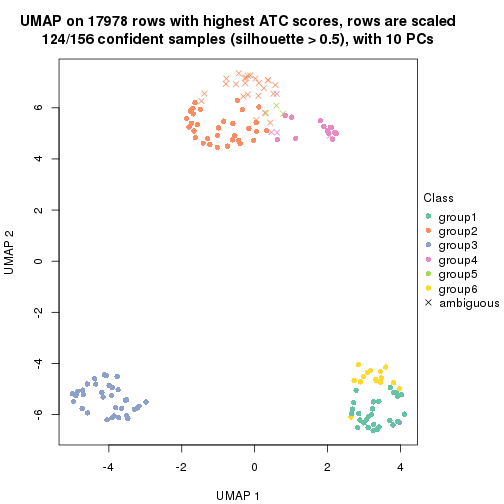 UMAP on 17978 rows with highest ATC scores, rows are scaled
124/156 confident samples (silhouette > 0.5), with 10 PCs
6
4
2
0
-2
-4
-6
UMAP 2
-4
-2
0
2
4
UMAP 1
Class
group1
group2
group3
group4
group5
group6
ambiguous